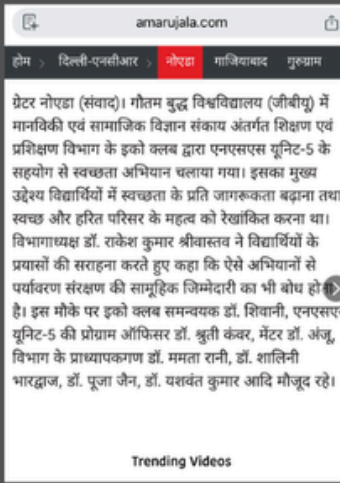 amarujala.com
होम > दिल्ली-एनसीआर > नोएडा गाजियाबाद गुरुग्राम
ग्रेटर नोएडा (संवाद)। गौतम बुद्ध विश्वविद्यालय (जीबीयू) में
मानविकी एवं सामाजिक विज्ञान संकाय अंतर्गत शिक्षण एवं
प्रशिक्षण विभाग के इको क्लब द्वारा एनएसएस यूनिट-5 के
सहयोग से स्वच्छता अभियान चलाया गया। इसका मुख्य
उद्देश्य विद्यार्थियों में स्वच्छता के प्रति जागरूकता बढ़ाना तथा
स्वच्छ और हरित परिसर के महत्व को रेखांकित करना था।
विभागाध्यक्ष डॉ. राकेश कुमार श्रीवास्तव ने विद्यार्थियों के
प्रयासों की सराहना करते हुए कहा कि ऐसे अभियानों से
पर्यावरण संरक्षण की सामूहिक जिम्मेदारी का भी बोध होता
है। इस मौके पर इको क्लब समन्वयक डॉ. शिवानी, एनएसएस
यूनिट-5 की प्रोग्राम ऑफिसर डॉ. श्रुती कंवर, मेंटर डॉ. अंजू,
विभाग के प्राध्यापकगण डॉ. ममता रानी, डॉ. शालिनी
भारद्वाज, डॉ. पूजा जैन, डॉ. यशवंत कुमार आदि मौजूद रहे।
Trending Videos